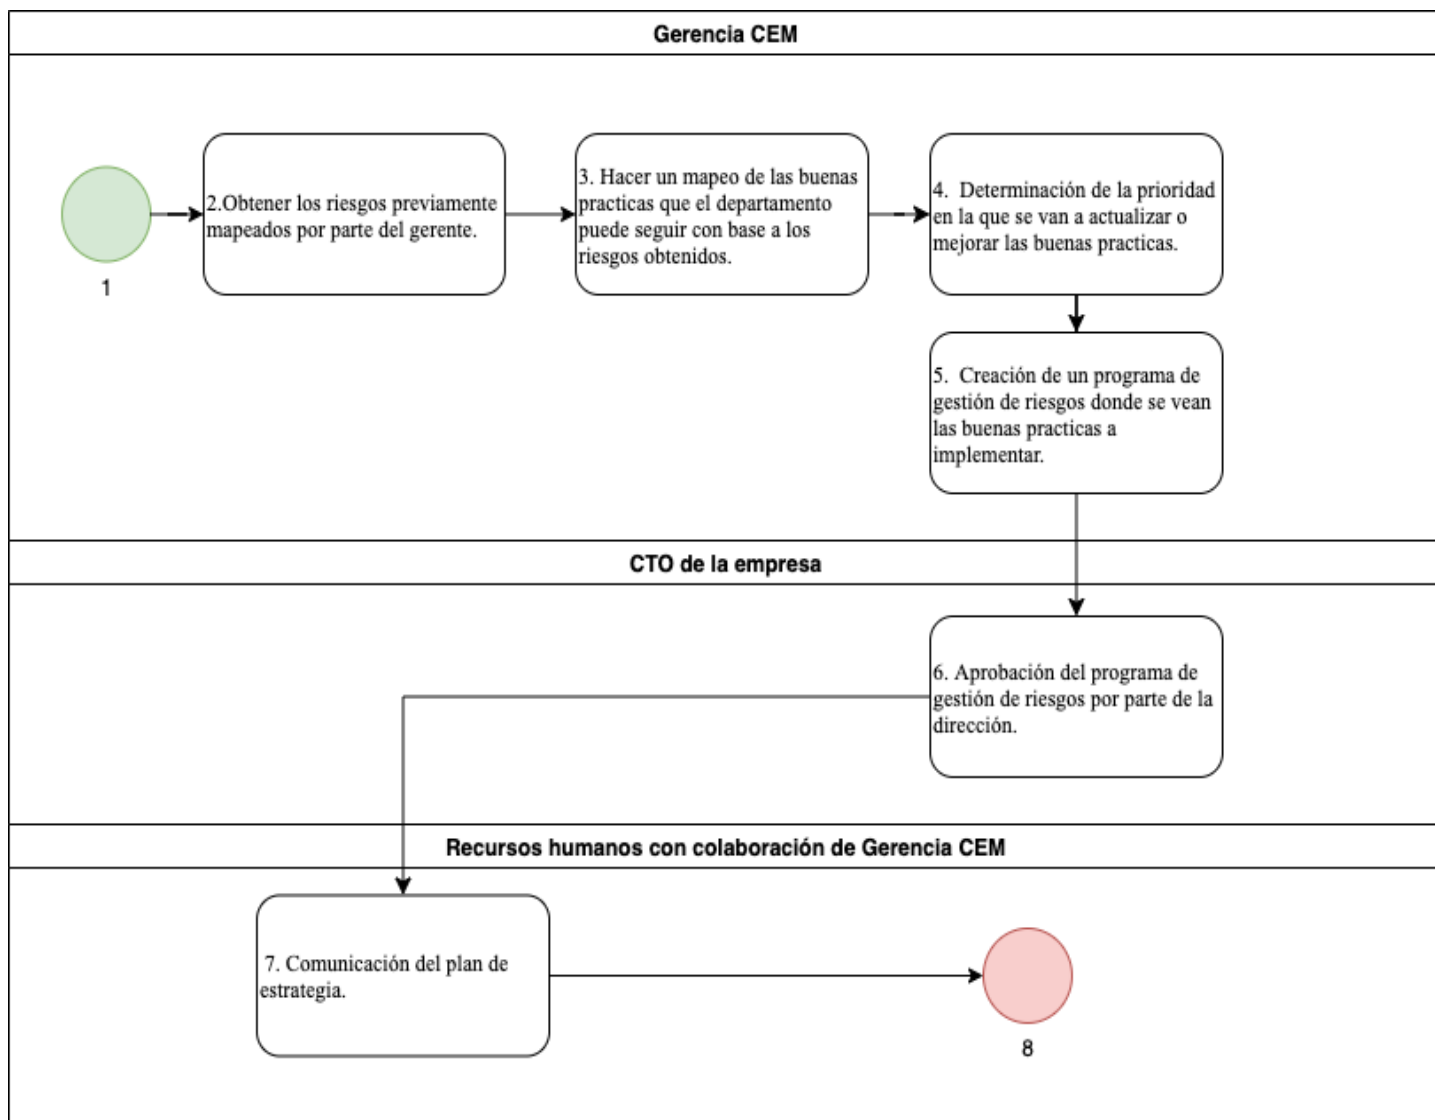 Gerencia CEM
1
2.Obtener los riesgos previamente
mapeados por parte del gerente.
3. Hacer un mapeo de las buenas
practicas que el departamento
puede seguir con base a los
riesgos obtenidos.
4.  Determinación de la prioridad
en la que se van a actualizar o
mejorar las buenas practicas.
5.  Creación de un programa de
gestión de riesgos donde se vean
las buenas practicas a
implementar.
CTO de la empresa
6. Aprobación del programa de
gestión de riesgos por parte de la
dirección.
Recursos humanos con colaboración de Gerencia CEM
7. Comunicación del plan de
estrategia.
8